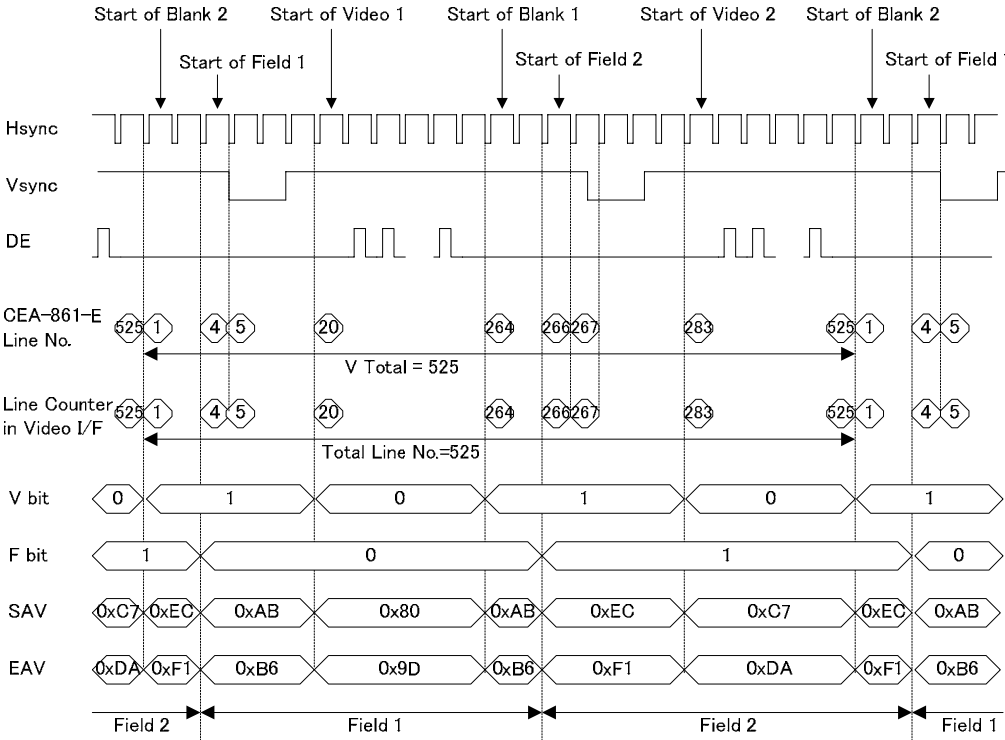 Start of Blank 2 Start of Video 1 Start of Blank 1 Start of Video 2 Start of Blank 2
Start of Field 1 Start of Field 2 Start of Field
Hsync
Vsync
DE
CEA-861-E
Line No.
525 1 4 5 20 264 266 267 283 525 1 4 5
V Total = 525
Line Counter
in Video I/F
525 1 4 5 20 264 266 267 283 525 1 4 5
Total Line No.=525
V bit 0 1 0 1 0 1
F bit 1 0 1 0
SAV 0xC7 0xEC 0xAB 0x80 0xAB 0xEC 0xC7 0xEC 0xAB
EAV 0xDA 0xF1 0xB6 0x9D 0xB6 0xF1 0xDA 0xF1 0xB6
Field 2 Field 1 Field 2 Field 1